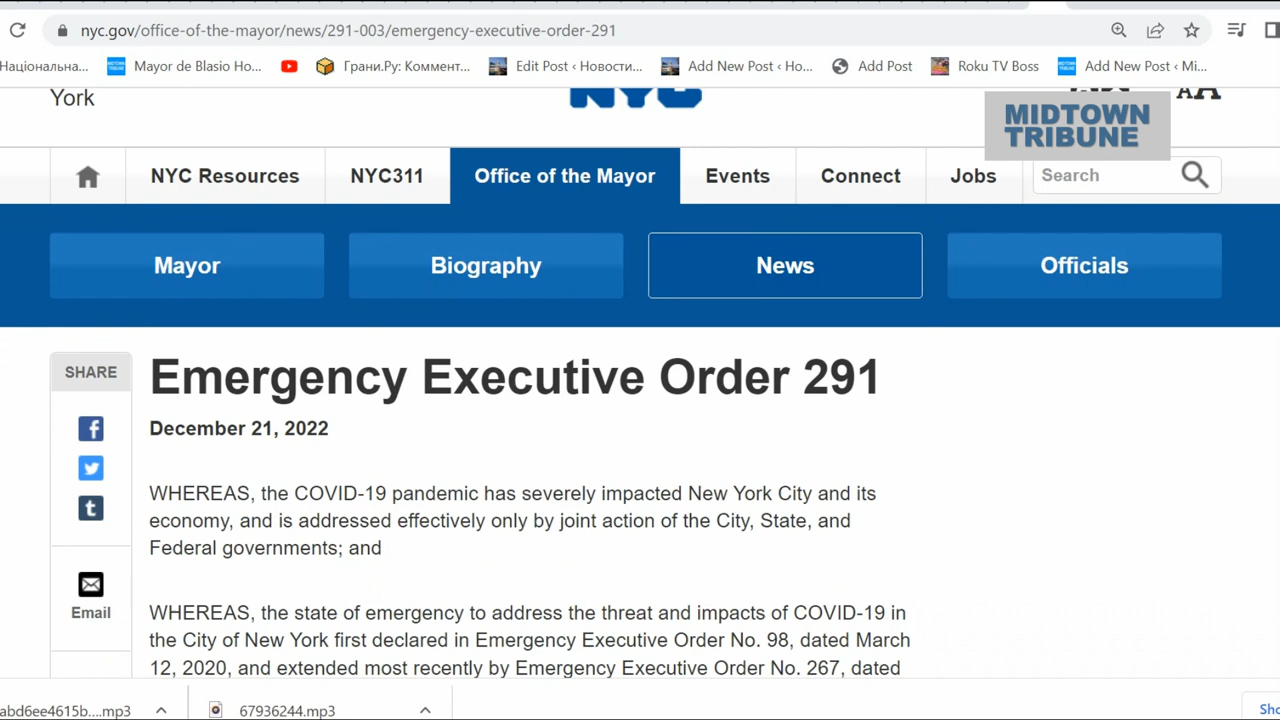 nyc.gov/office-of-the-mayor/news/291-003/emergency-executive-order-291
Національна... Mayor de Blasio Ho... Грани.Ру: Коммент... Edit Post ‹ Новости... Add New Post ‹ Ho... Add Post Roku TV Boss Add New Post ‹ Mi...
York
NYC
AA
MIDTOWN
TRIBUNE
NYC Resources NYC311 Office of the Mayor Events Connect Jobs Search
Mayor Biography News Officials
SHARE
Emergency Executive Order 291
December 21, 2022
WHEREAS, the COVID-19 pandemic has severely impacted New York City and its
economy, and is addressed effectively only by joint action of the City, State, and
Federal governments; and
Email
WHEREAS, the state of emergency to address the threat and impacts of COVID-19 in
the City of New York first declared in Emergency Executive Order No. 98, dated March
12, 2020, and extended most recently by Emergency Executive Order No. 267, dated
abd6ee4615b....mp3 67936244.mp3 Sho